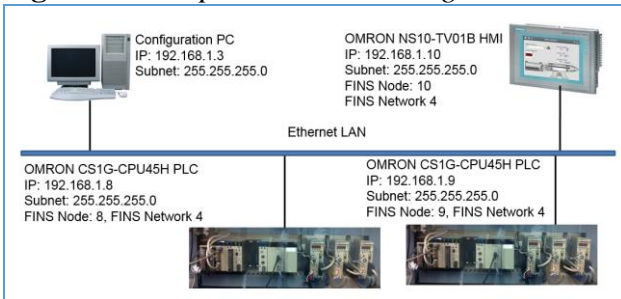 Configuration PC
IP: 192.168.1.3
Subnet: 255.255.255.0
OMRON NS10-TV01B HMI
IP: 192.168.1.10
Subnet: 255.255.255.0
FINS Node: 10
FINS Network 4
Ethernet LAN
OMRON CS1G-CPU45H PLC
IP: 192.168.1.8
Subnet: 255.255.255.0
FINS Node: 8, FINS Network 4
OMRON CS1G-CPU45H PLC
IP: 192.168.1.9
Subnet: 255.255.255.0
FINS Node: 9, FINS Network 4